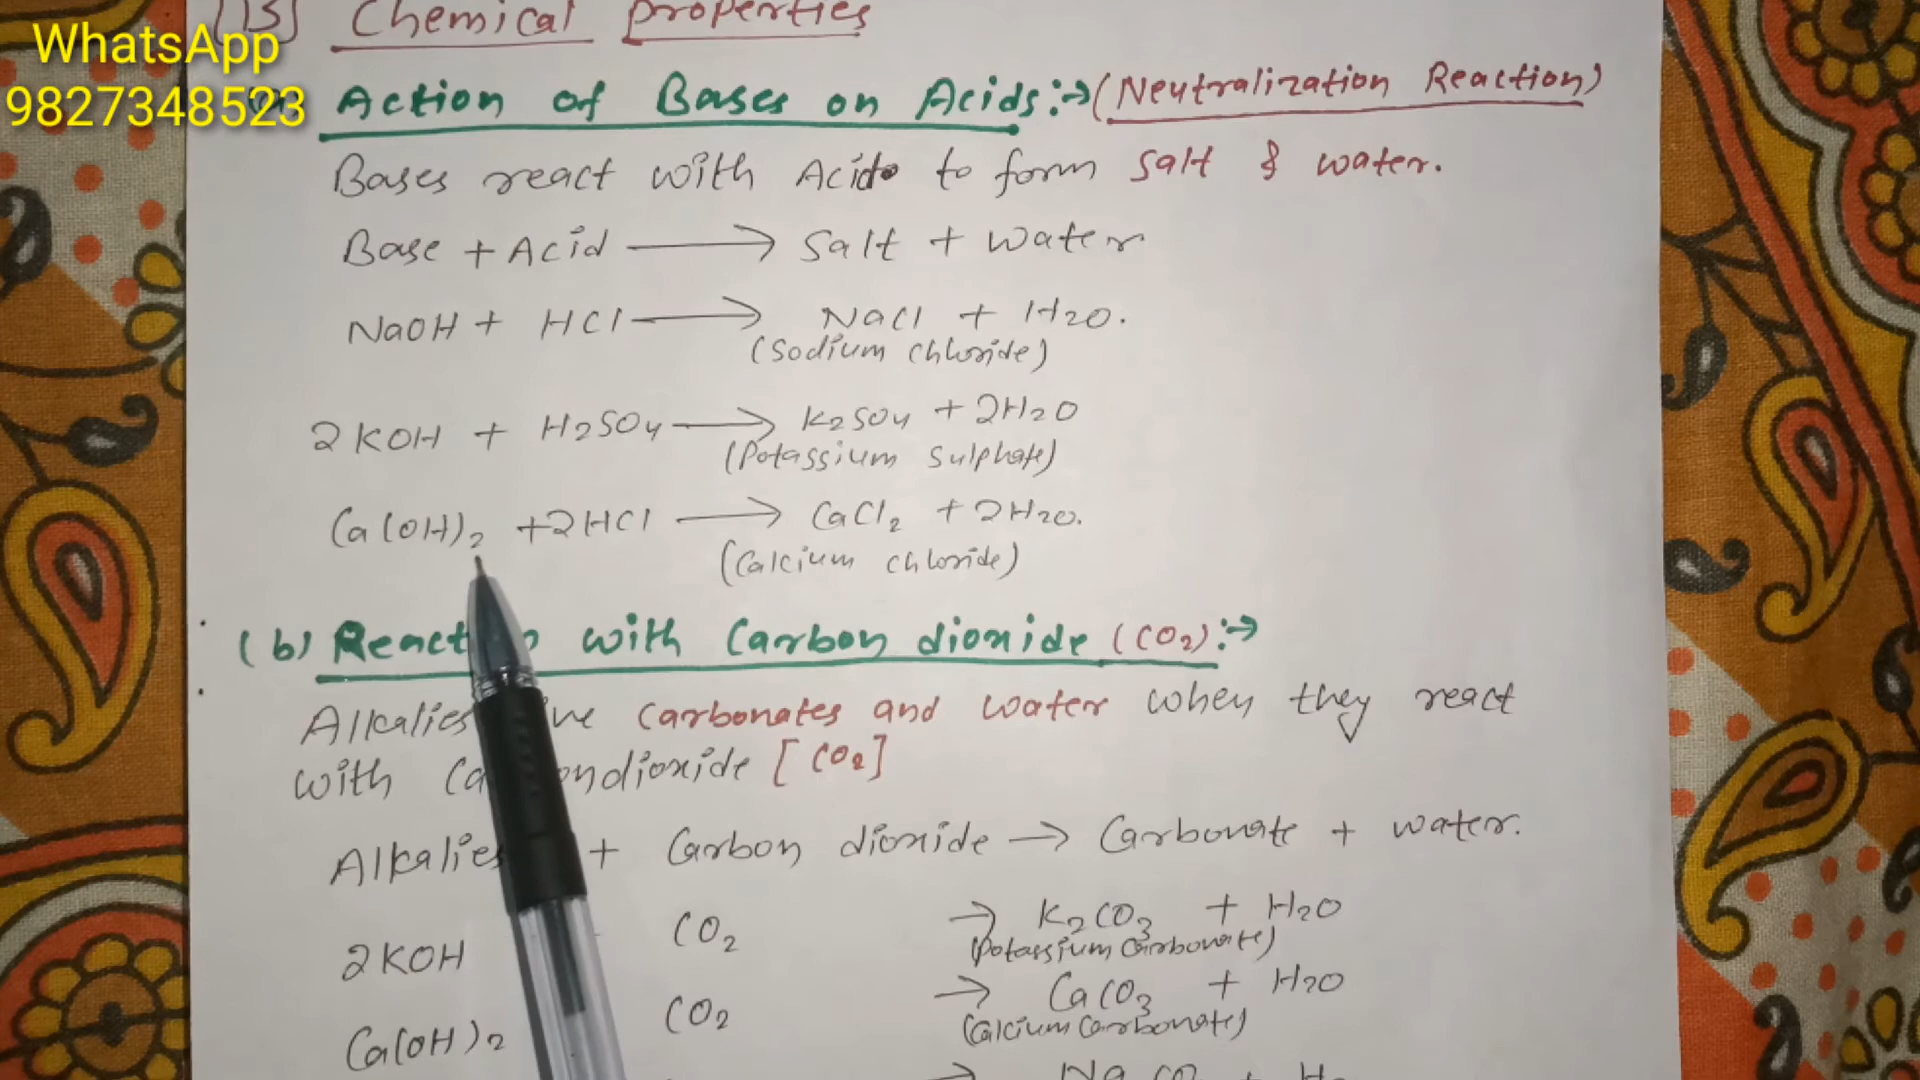 WhatsApp
9827348523
Chemical Properties
Action of Bases on Acids:→ (Neutralization Reaction)
Bases react with Acids to form salt & water.
Base + Acid → Salt + water
NaOH + HCl → NaCl + H2O.
(Sodium chloride)
2KOH + H2SO4 → K2SO4 + 2H2O
(Potassium Sulphate)
Ca(OH)2 + 2HCl → CaCl2 + 2H2O.
(Calcium chloride)
(b) with Carbon dioxide (CO2):→
Alkalies carbonates and water when they react
with [CO2]
Alkalies + Carbon dioxide → Carbonate + water.
2KOH CO2 → K2CO3 + H2O
(Potassium Carbonate)
Ca(OH)2 CO2 → CaCO3 + H2O
(Calcium Carbonate)